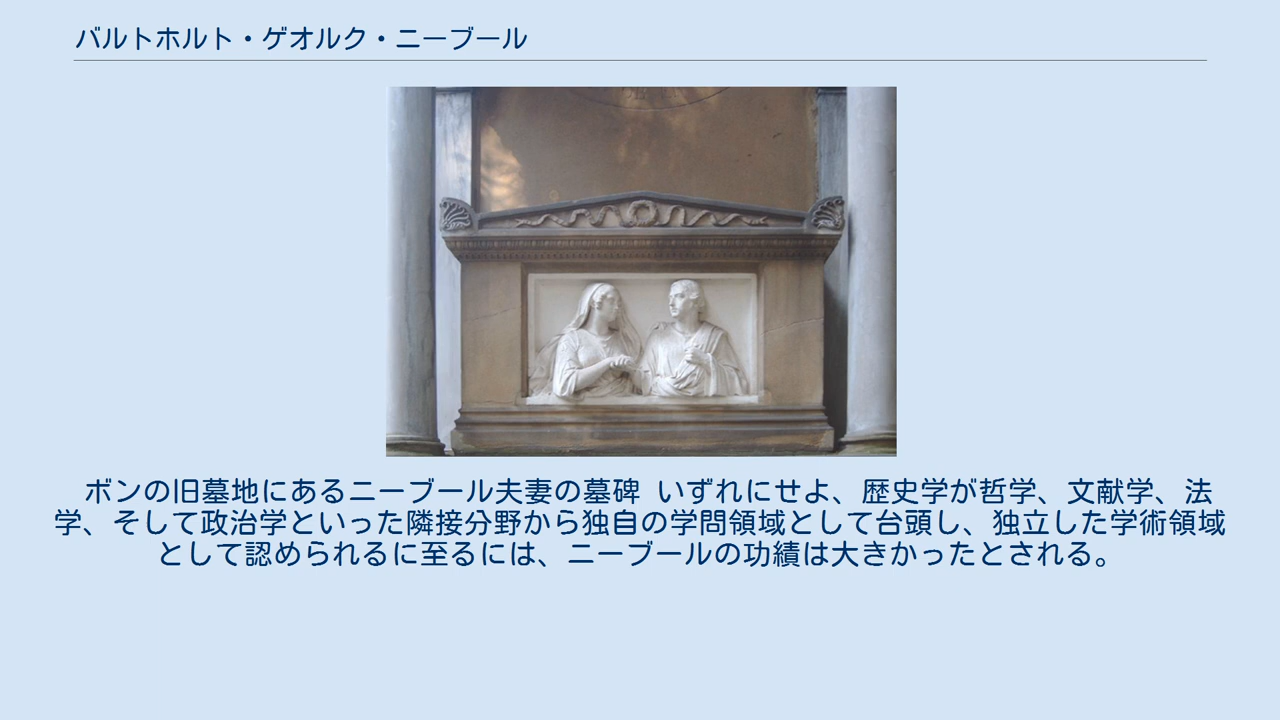 バルトホルト・ゲオルク・ニーブール
ボンの旧墓地にあるニーブール夫妻の墓碑 いずれにせよ、歴史学が哲学、文献学、法
学、そして政治学といった隣接分野から独自の学問領域として台頭し、独立した学術領域
として認められるに至るには、ニーブールの功績は大きかったとされる。